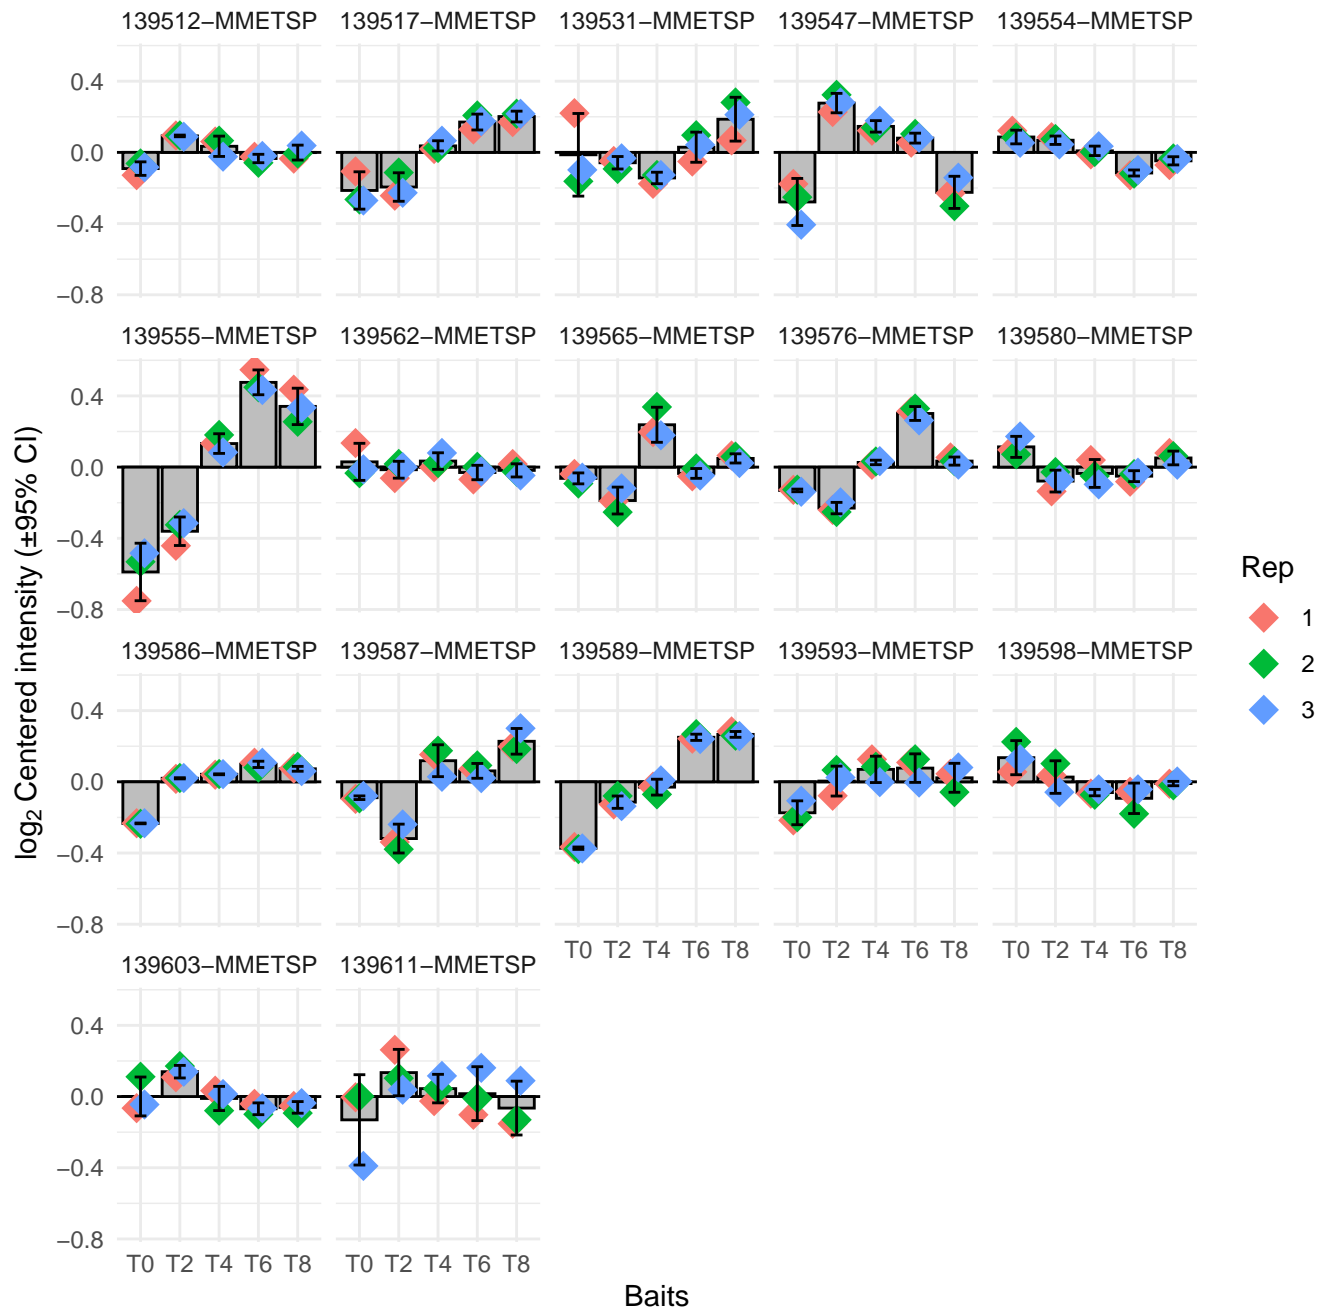 139512−MMETSP 139517−MMETSP 139531−MMETSP 139547−MMETSP 139554−MMETSP
0.4
0.0
−0.4
−0.8
139555−MMETSP 139562−MMETSP 139565−MMETSP 139576−MMETSP 139580−MMETSP
0.4
0.0
−0.4
−0.8
139586−MMETSP 139587−MMETSP 139589−MMETSP 139593−MMETSP 139598−MMETSP
0.4
0.0
−0.4
−0.8
T0 T2 T4 T6 T8 T0 T2 T4 T6 T8 T0 T2 T4 T6 T8
139603−MMETSP 139611−MMETSP
0.4
0.0
−0.4
−0.8
T0 T2 T4 T6 T8 T0 T2 T4 T6 T8
Baits
log2 Centered intensity (±95% CI)
Rep
1
2
3